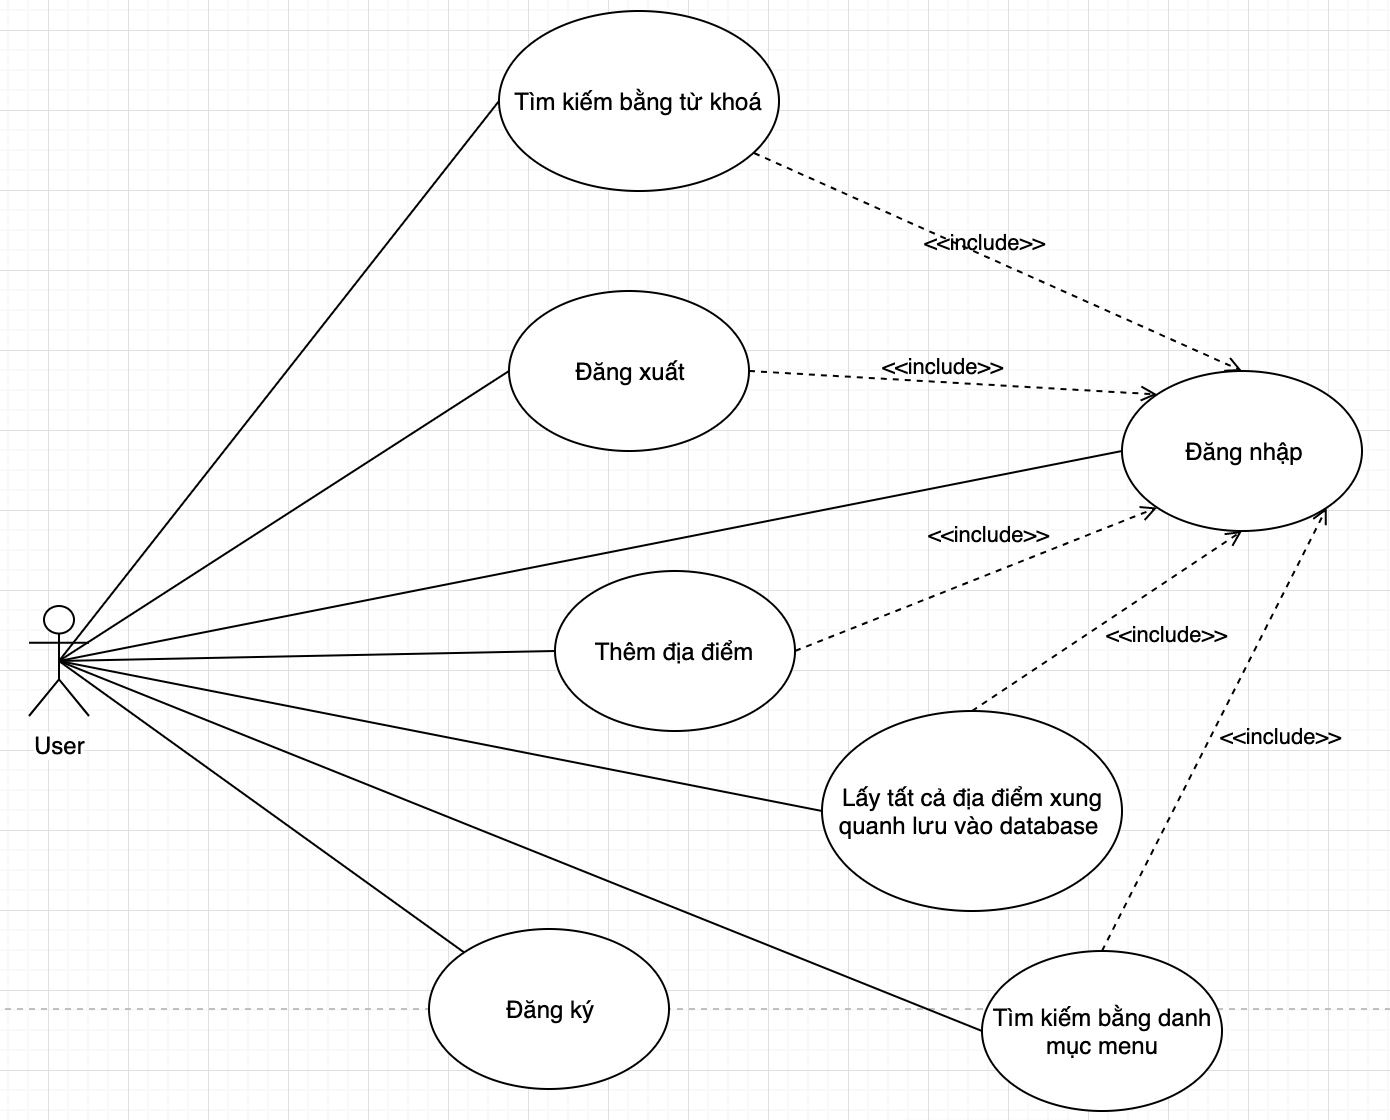 Tìm kiếm bằng từ khoá
<<include>>
Đăng xuất
<<include>>
Đăng nhập
<<include>>
Thêm địa điểm
<<include>>
User
<<include>>
Lấy tất cả địa điểm xung
quanh lưu vào database
Đăng ký
Tìm kiếm bằng danh
mục menu